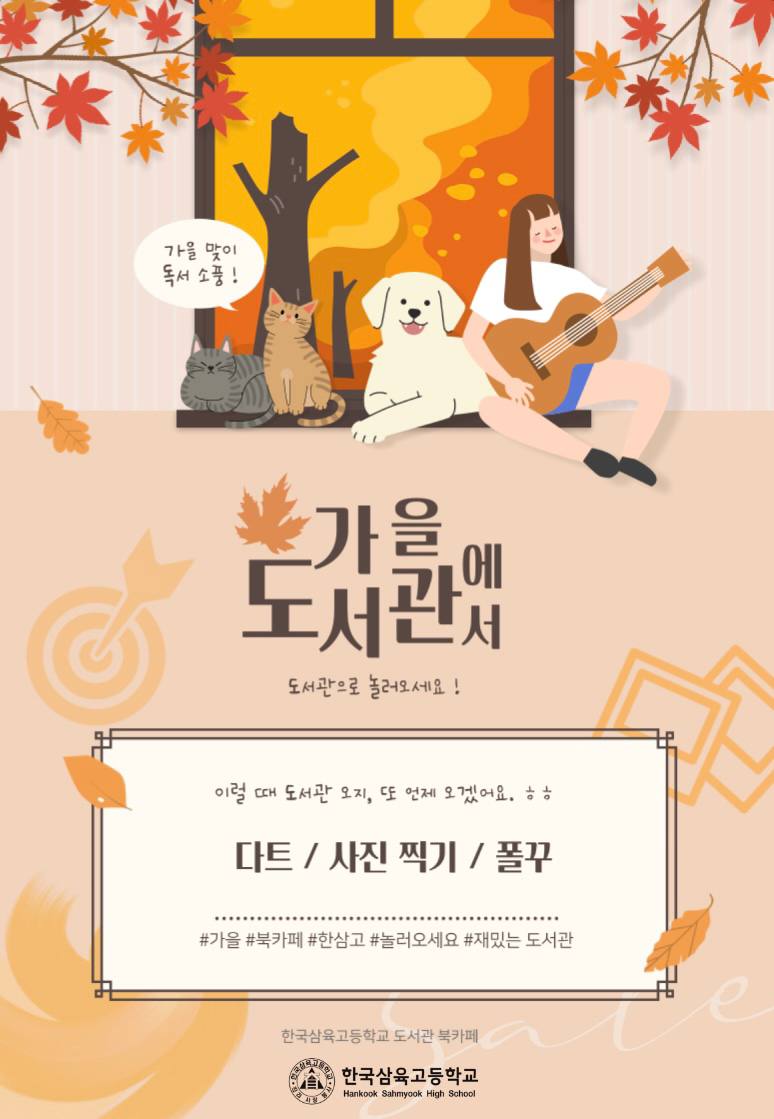 가을 맞이
독서 소풍 !
가을
도서관에서
도서관으로 놀러오세요 !
이럴 때 도서관 오지, 또 언제 오겠어요. ㅎㅎ
다트 / 사진 찍기 / 폴꾸
#가을 #북카페 #한삼고 #놀러오세요 #재밌는 도서관
sale
한국삼육고등학교 도서관 북카페
한국삼육고등학교
Hankook Sahmyook High School